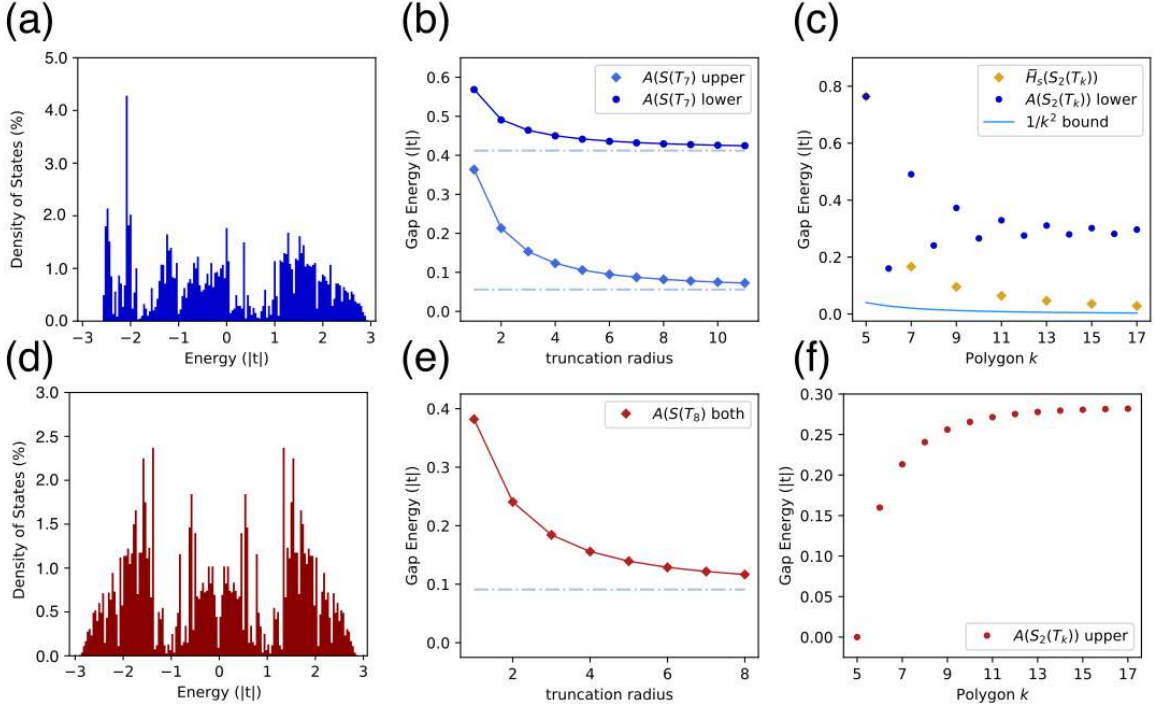 (a)
5.0
4.0
3.0
2.0
1.0
0.0
Density of States (%)
−3 −2 −1 0 1 2 3
Energy (|t|)
(b)
0.6
0.5
0.4
0.3
0.2
0.1
0.0
Gap Energy (|t|)
A(S(T₇) upper
A(S(T₇) lower
2 4 6 8 10
truncation radius
(c)
0.8
0.6
0.4
0.2
0.0
Gap Energy (|t|)
H̄ₛ(S₂(Tₖ))
A(S₂(Tₖ)) lower
1/k² bound
5 7 9 11 13 15 17
Polygon k
(d)
3.0
2.5
2.0
1.5
1.0
0.5
0.0
Density of States (%)
−3 −2 −1 0 1 2 3
Energy (|t|)
(e)
0.4
0.3
0.2
0.1
0.0
Gap Energy (|t|)
A(S(T₈) both
2 4 6 8
truncation radius
(f)
0.30
0.25
0.20
0.15
0.10
0.05
0.00
Gap Energy (|t|)
A(S₂(Tₖ)) upper
5 7 9 11 13 15 17
Polygon k